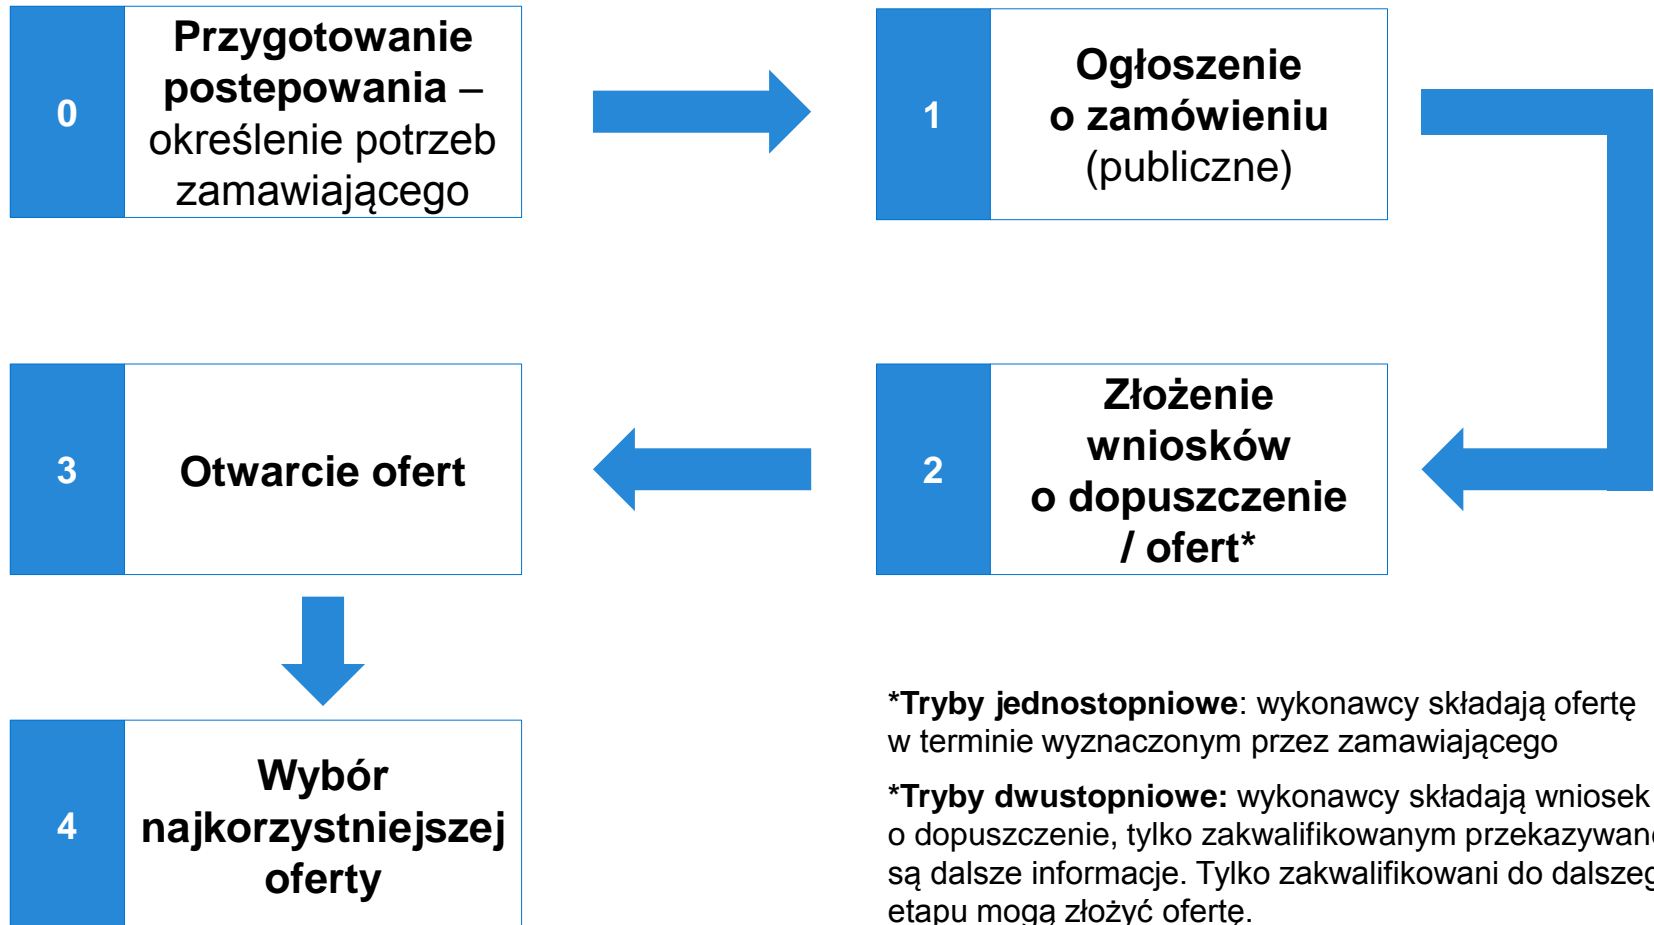 0
Przygotowanie
postepowania –
określenie potrzeb
zamawiającego
1
Ogłoszenie
o zamówieniu
(publiczne)
2
Złożenie
wniosków
o dopuszczenie
/ ofert*
3
Otwarcie ofert
4
Wybór
najkorzystniejszej
oferty
*Tryby jednostopniowe: wykonawcy składają ofertę
w terminie wyznaczonym przez zamawiającego
*Tryby dwustopniowe: wykonawcy składają wniosek
o dopuszczenie, tylko zakwalifikowanym przekazywane
są dalsze informacje. Tylko zakwalifikowani do dalszeg
etapu mogą złożyć ofertę.